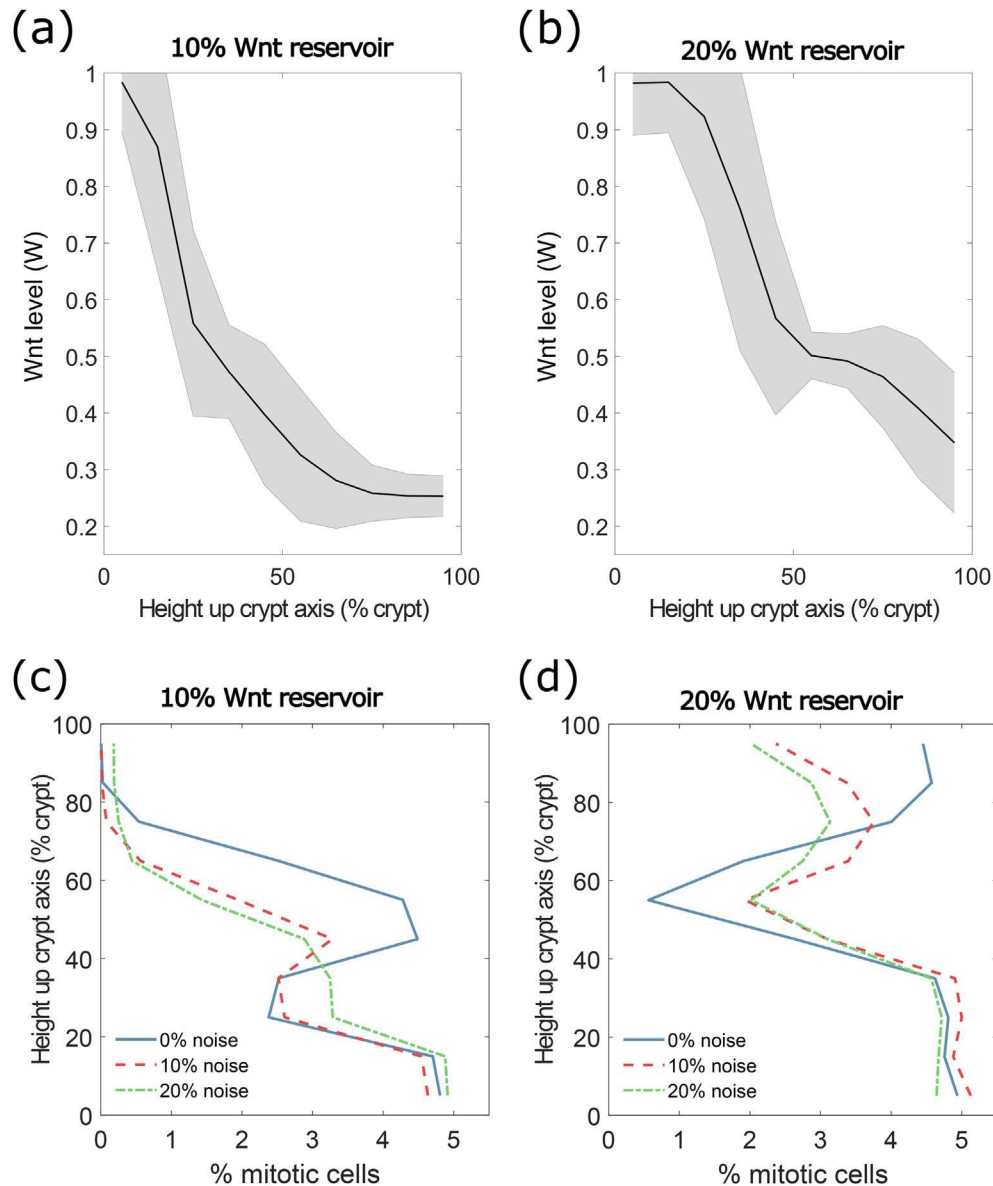 (a)
10% Wnt reservoir
1
0.9
0.8
0.7
0.6
0.5
0.4
0.3
0.2
Wnt level (W)
0
50
100
Height up crypt axis (% crypt)
(b)
20% Wnt reservoir
1
0.9
0.8
0.7
0.6
0.5
0.4
0.3
0.2
Wnt level (W)
0
50
100
Height up crypt axis (% crypt)
(c)
10% Wnt reservoir
100
80
60
40
20
0
Height up crypt axis (% crypt)
0% noise
10% noise
20% noise
0
1
2
3
4
5
% mitotic cells
(d)
20% Wnt reservoir
100
80
60
40
20
0
Height up crypt axis (% crypt)
0% noise
10% noise
20% noise
0
1
2
3
4
5
% mitotic cells